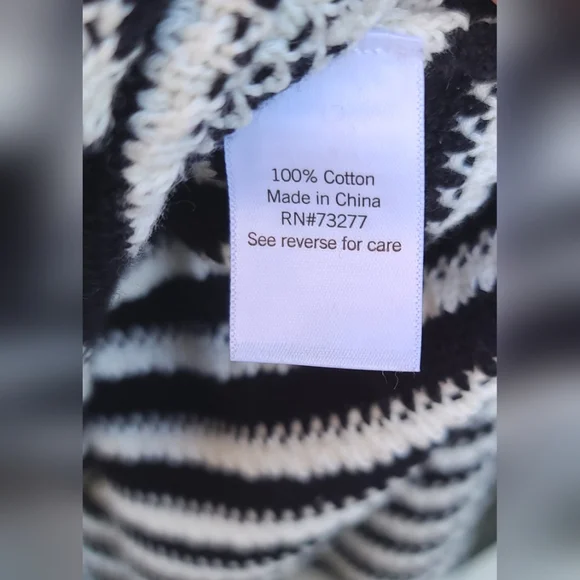 100% Cotton
Made in China
RN#73277
See reverse for care